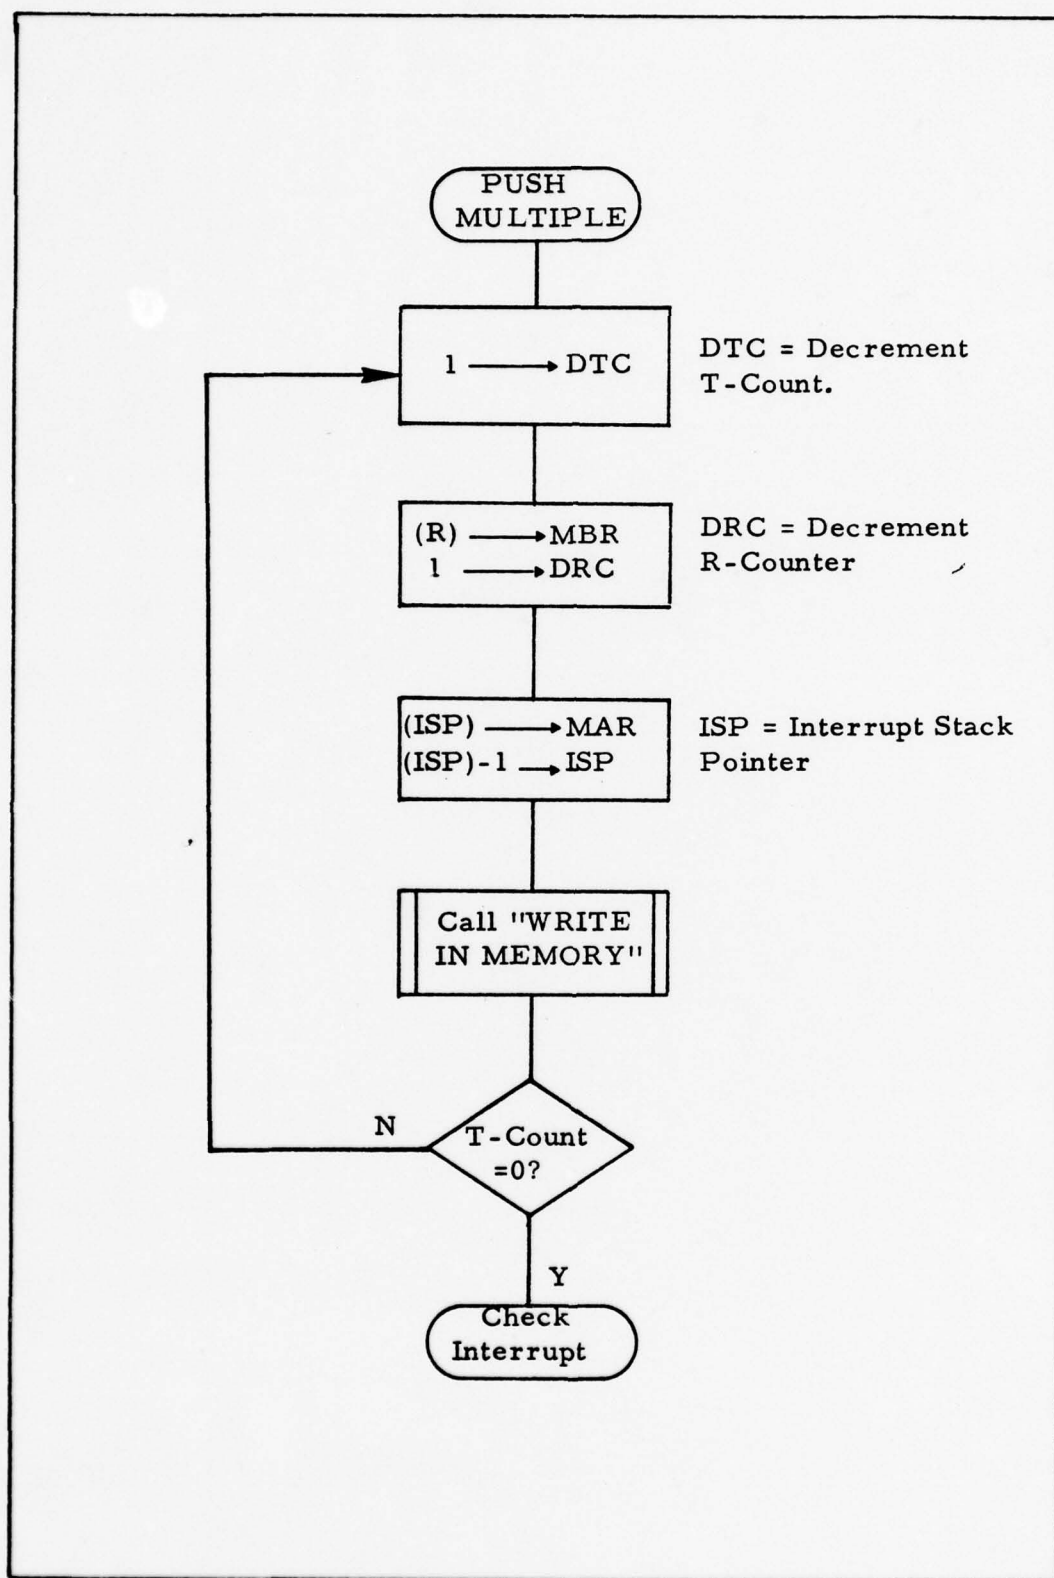 PUSH
MULTIPLE
1 → DTC
DTC = Decrement
T-Count.
(R) → MBR
1 → DRC
DRC = Decrement
R-Counter
(ISP) → MAR
(ISP)-1 → ISP
ISP = Interrupt Stack
Pointer
Call "WRITE
IN MEMORY"
N
T-Count
=0?
Y
Check
Interrupt